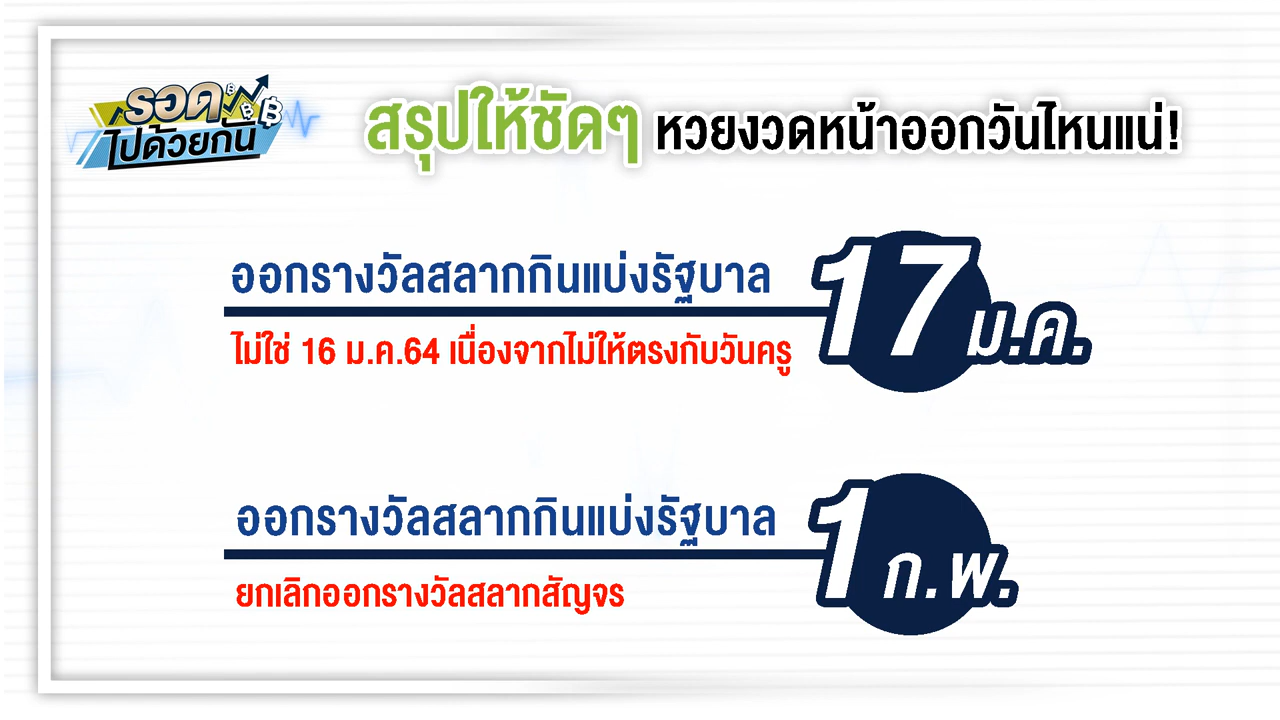 รอด
ไปด้วยกัน
สรุปให้ชัดๆ หวยงวดหน้าออกวันไหนแน่!
ออกรางวัลสลากกินแบ่งรัฐบาล
17 ม.ค.
ไม่ใช่ 16 ม.ค.64 เนื่องจากไม่ให้ตรงกับวันครู
ออกรางวัลสลากกินแบ่งรัฐบาล
1 ก.พ.
ยกเลิกออกรางวัลสลากสัญจร